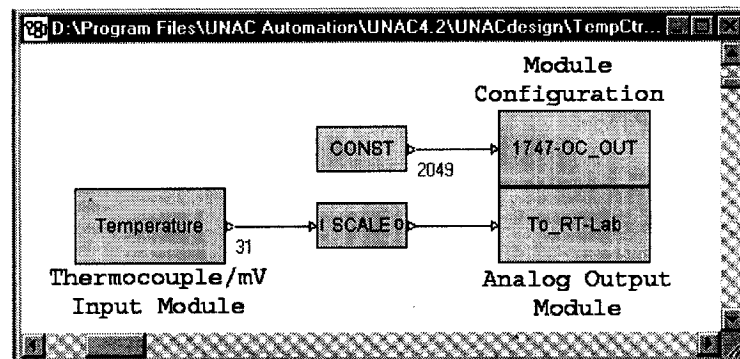 D:\Program Files\UNAC Automation\UNAC4.2\UNACdesign\TempCtr...
Module
Configuration
CONST
2049
1747-OC_OUT
Temperature
31
I SCALE O
To_RT-Lab
Thermocouple/mV
Input Module
Analog Output
Module